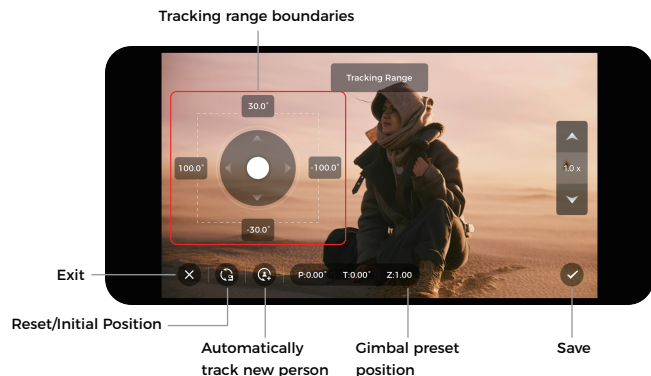 Tracking range boundaries
Tracking Range
30.0°
100.0°
-100.0°
1.0 x
-30.0°
Exit
P:0.00° T:0.00° Z:1.00
Reset/Initial Position
Automatically
track new person
Gimbal preset
position
Save